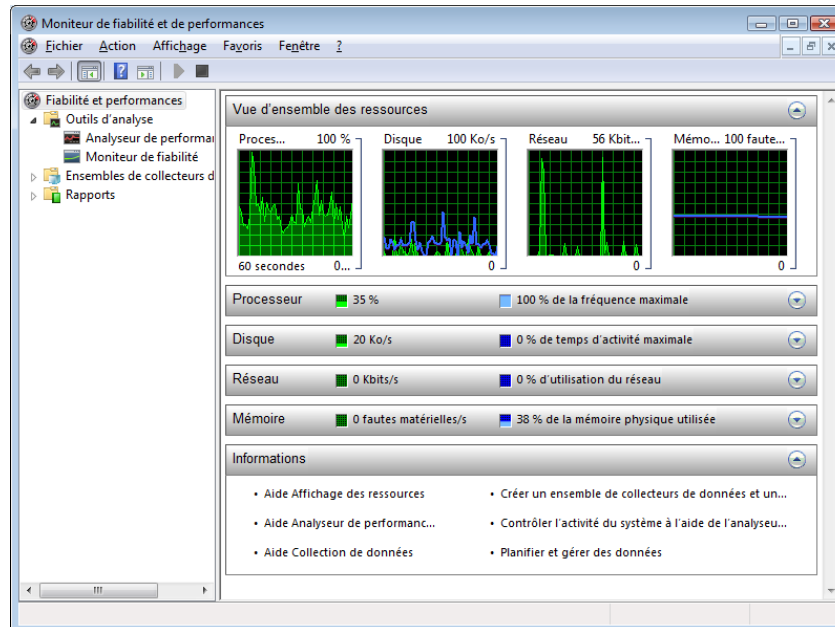 Moniteur de fiabilité et de performances
Fichier Action Affichage Favoris Fenêtre ?
Fiabilité et performances
Outils d'analyse
Analyseur de performa
Moniteur de fiabilité
Ensembles de collecteurs d
Rapports
Vue d'ensemble des ressources
Proces... 100 % Disque 100 Ko/s Réseau 56 Kbit... Mémo... 100 faute...
60 secondes 0... 0 0 0
Processeur 35 % 100 % de la fréquence maximale
Disque 20 Ko/s 0 % de temps d'activité maximale
Réseau 0 Kbits/s 0 % d'utilisation du réseau
Mémoire 0 fautes matérielles/s 38 % de la mémoire physique utilisée
Informations
• Aide Affichage des ressources • Créer un ensemble de collecteurs de données et un...
• Aide Analyseur de performanc... • Contrôler l'activité du système à l'aide de l'analyseu...
• Aide Collection de données • Planifier et gérer des données